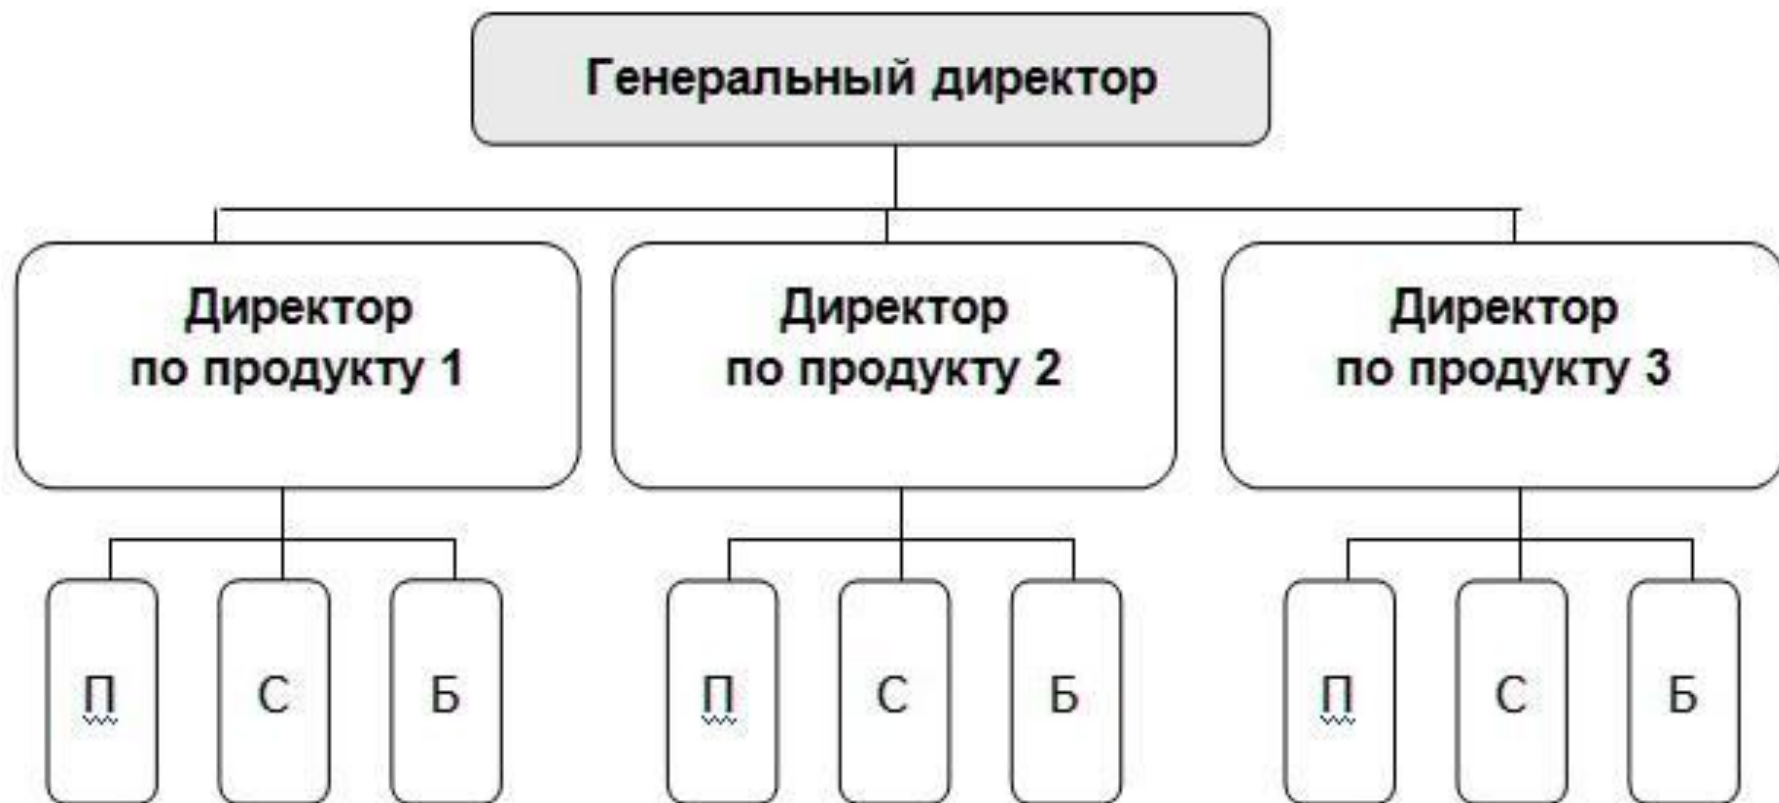 Генеральный директор
Директор
по продукту 1
Директор
по продукту 2
Директор
по продукту 3
П
С
Б
П
С
Б
П
С
Б